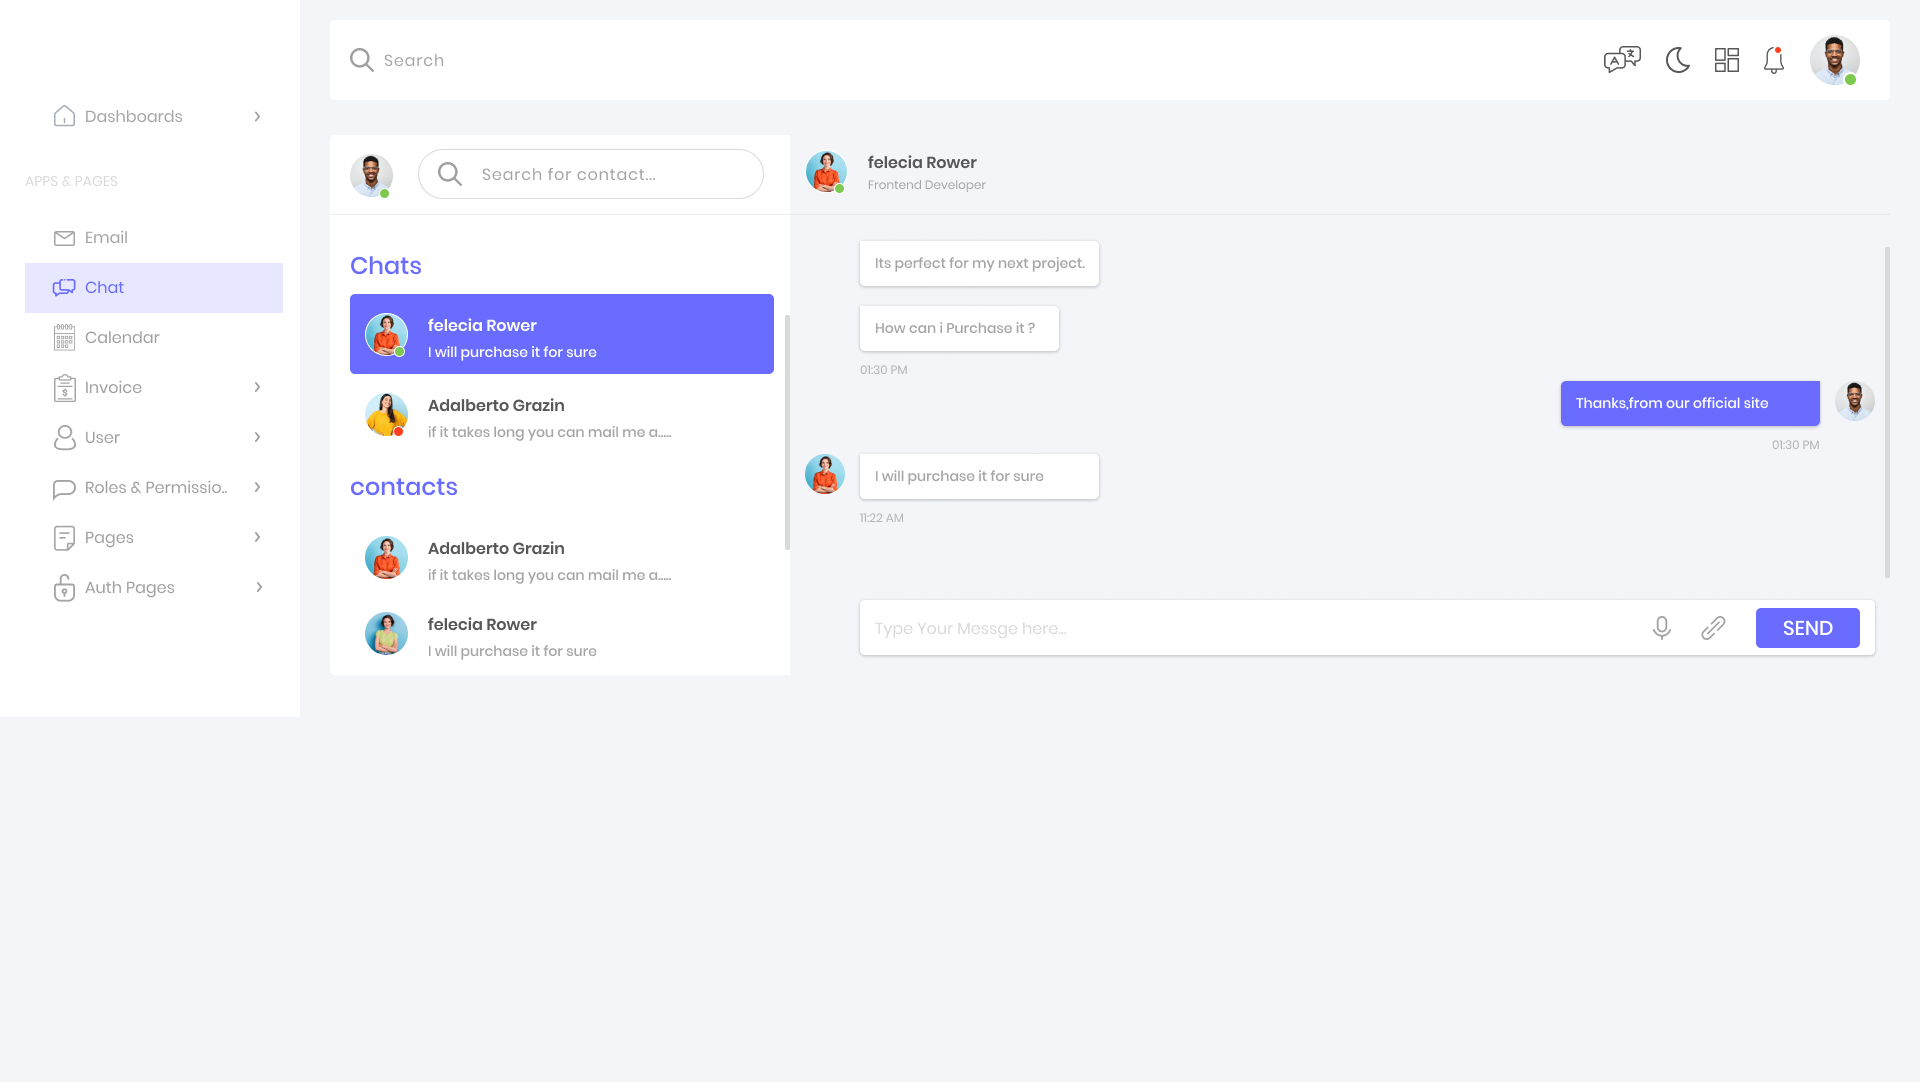 Search
Dashboards
APPS & PAGES
Email
Chat
Calendar
Invoice
User
Roles & Permissio..
Pages
Auth Pages
Search for contact...
Chats
felecia Rower
I will purchase it for sure
Adalberto Grazin
if it takes long you can mail me a.....
contacts
Adalberto Grazin
if it takes long you can mail me a.....
felecia Rower
I will purchase it for sure
felecia Rower
Frontend Developer
Its perfect for my next project.
How can i Purchase it ?
01:30 PM
Thanks,from our official site
01:30 PM
I will purchase it for sure
11:22 AM
Type Your Messge here...
SEND